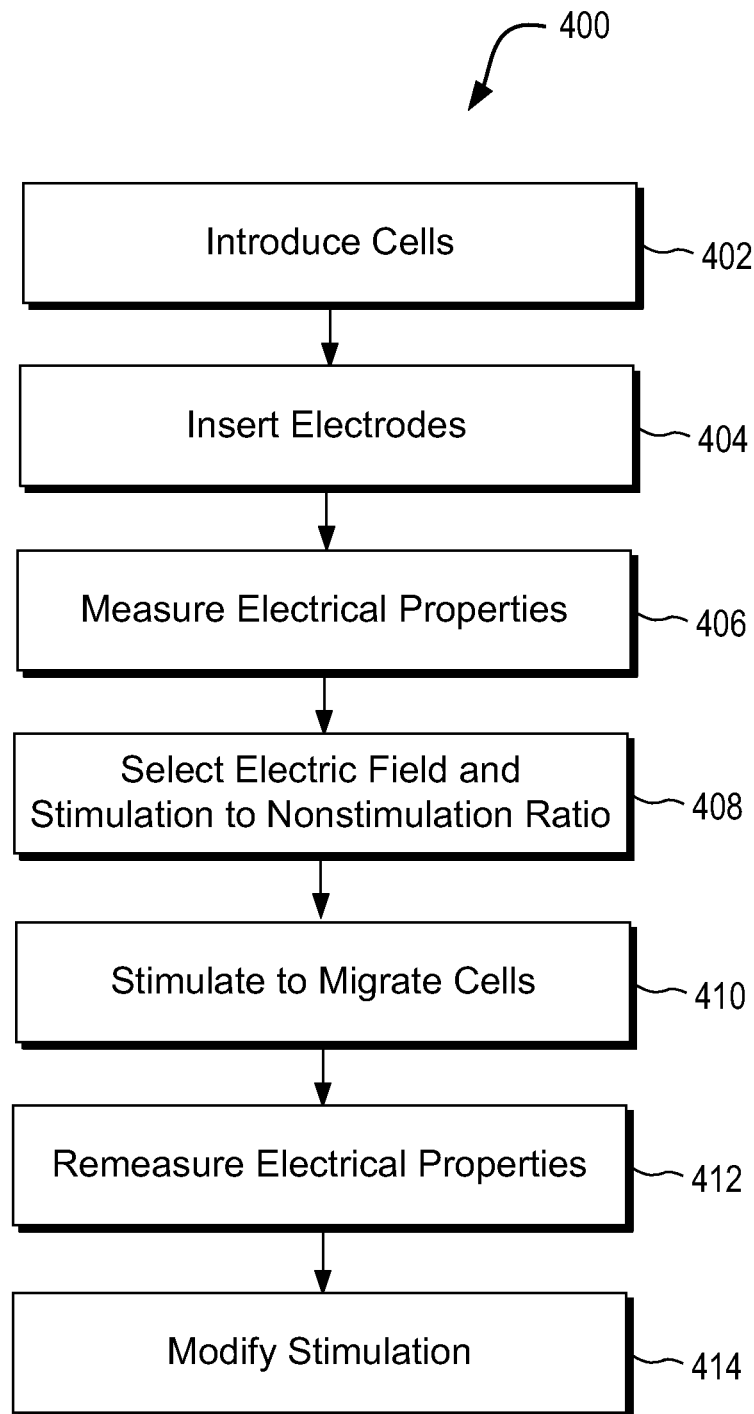 400
Introduce Cells
402
Insert Electrodes
404
Measure Electrical Properties
406
Select Electric Field and
Stimulation to Nonstimulation Ratio
408
Stimulate to Migrate Cells
410
Remeasure Electrical Properties
412
Modify Stimulation
414